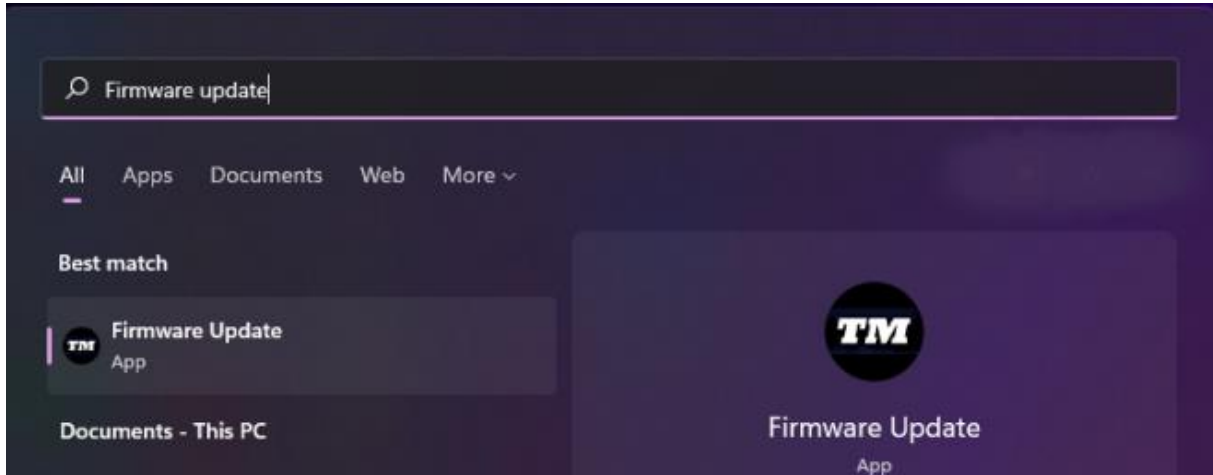 Firmware update
All Apps Documents Web More
Best match
TM Firmware Update
App
Documents - This PC
TM
Firmware Update
App